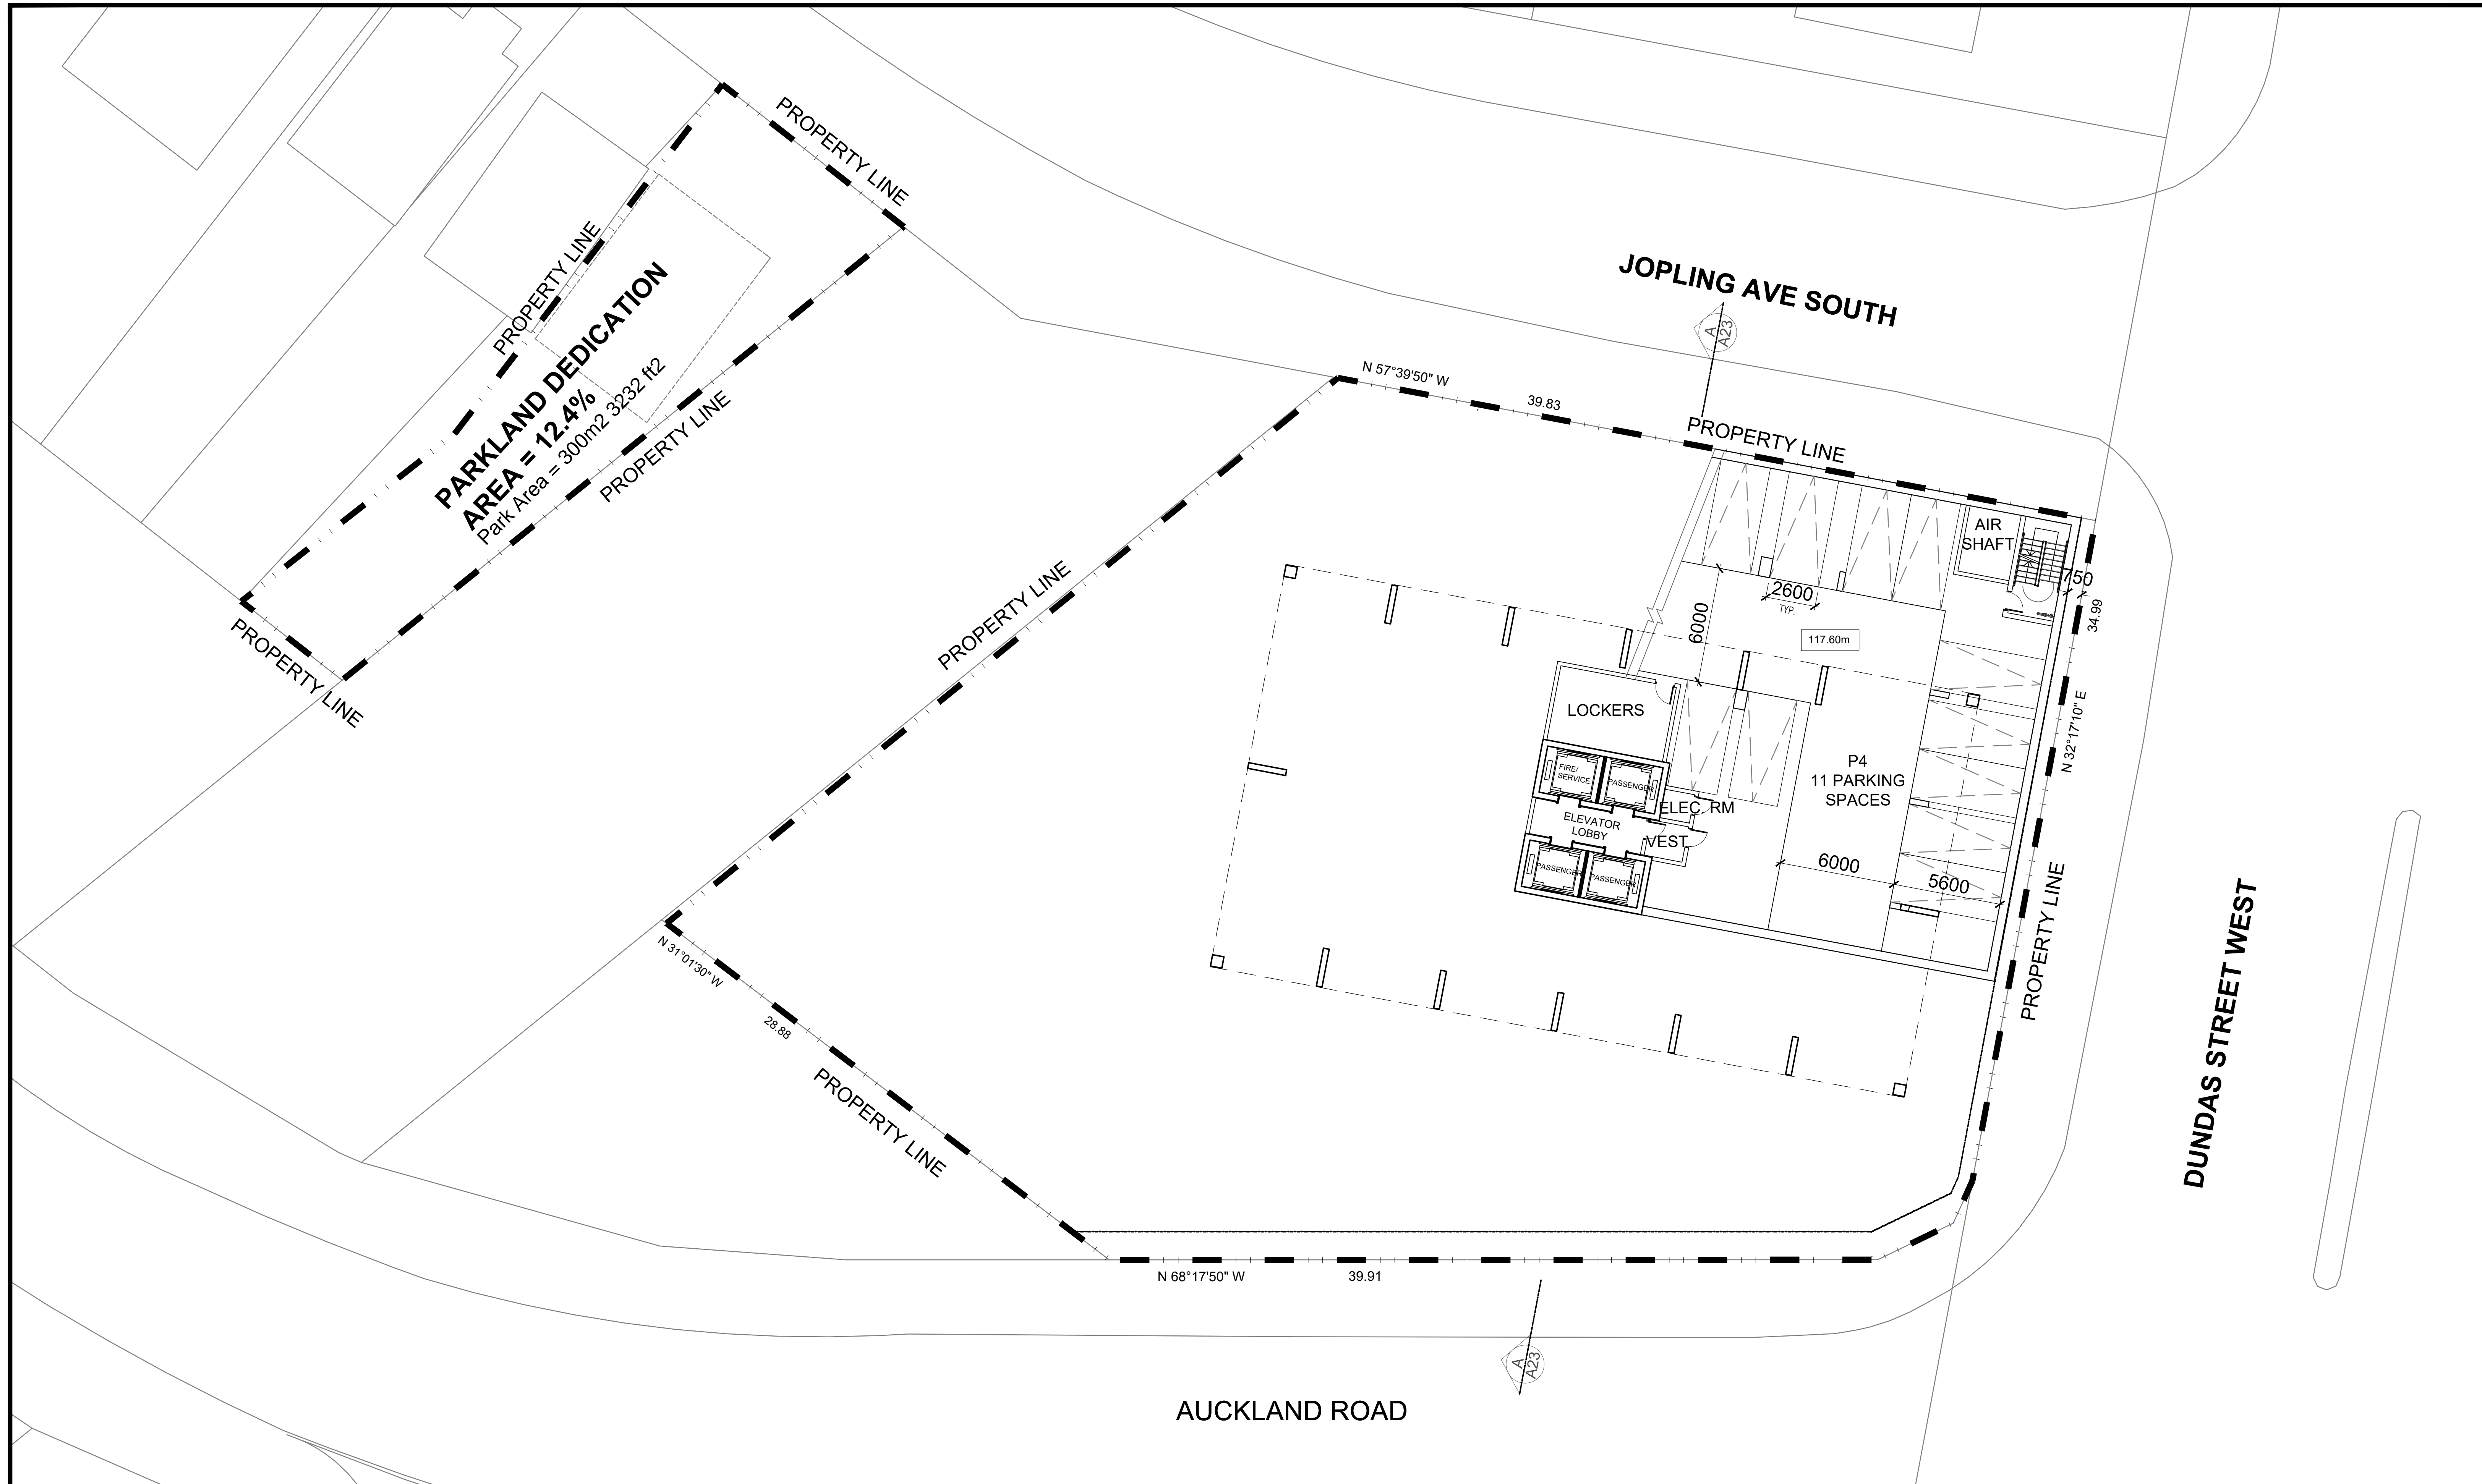 PROPERTY LINE
PROPERTY LINE
PARKLAND DEDICATION
AREA = 12.4%
Park Area = 300m2 3232 ft2
PROPERTY LINE
PROPERTY LINE
JOPLING AVE SOUTH
A
A23
N 57°39'50" W
39.83
PROPERTY LINE
PROPERTY LINE
AIR
SHAFT
750
2600
TYP.
6000
117.60m
34.99
N 32°17'10" E
LOCKERS
FIRE/
SERVICE
PASSENGER
ELEC. RM
ELEVATOR
LOBBY
VEST.
PASSENGER
PASSENGER
P4
11 PARKING
SPACES
6000
5600
PROPERTY LINE
DUNDAS STREET WEST
N 31°01'30" W
28.88
PROPERTY LINE
N 68°17'50" W
39.91
A
A23
AUCKLAND ROAD